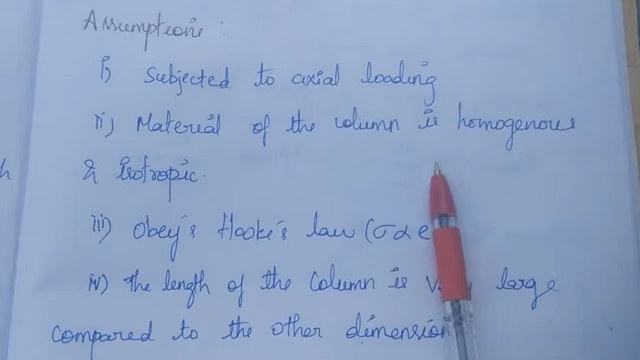 Assumptions:
i) Subjected to axial loading
ii) Material of the column is homogenous
& isotropic.
iii) Obey's Hooke's law (σ α e
iv) The length of the column is large
compared to the other dimension